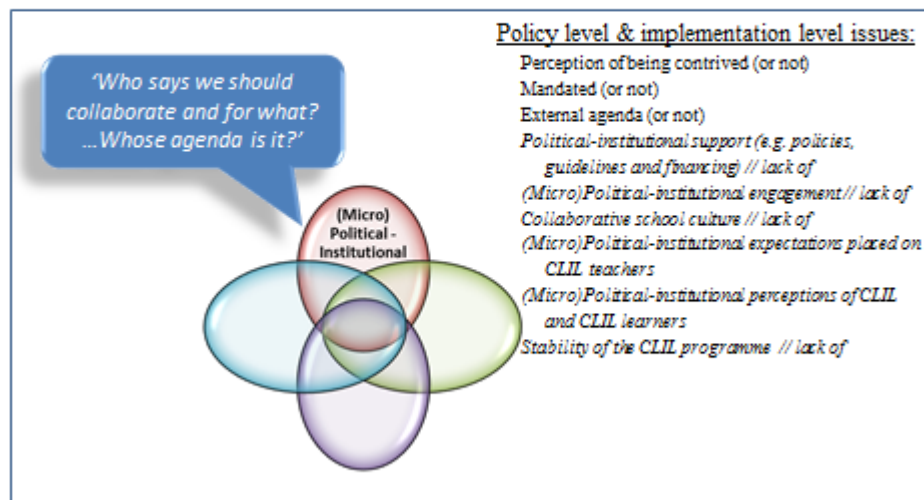 'Who says we should
collaborate and for what?
...Whose agenda is it?'
(Micro)
Political -
Institutional
Policy level & implementation level issues:
Perception of being contrived (or not)
Mandated (or not)
External agenda (or not)
Political-institutional support (e.g. policies,
guidelines and financing) // lack of
(Micro)Political-institutional engagement // lack of
Collaborative school culture // lack of
(Micro)Political-institutional expectations placed on
CLIL teachers
(Micro)Political-institutional perceptions of CLIL
and CLIL learners
Stability of the CLIL programme // lack of